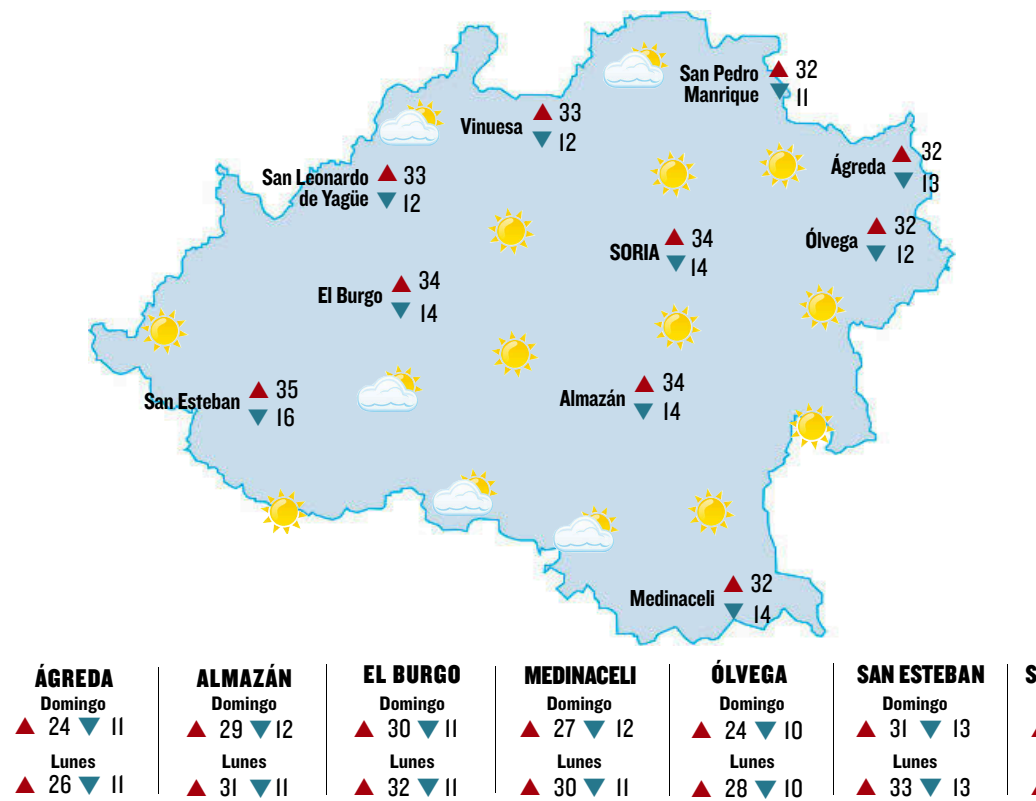 San Pedro
Manrique
▲ 32
▼ 11
Vinuesa
▲ 33
▼ 12
Ágreda
▲ 32
▼ 13
San Leonardo
de Yagüe
▲ 33
▼ 12
SORIA
▲ 34
▼ 14
Ólvega
▲ 32
▼ 12
El Burgo
▲ 34
▼ 14
San Esteban
▲ 35
▼ 16
Almazán
▲ 34
▼ 14
Medinaceli
▲ 32
▼ 14
ÁGREDA
Domingo
▲ 24 ▼ 11
Lunes
▲ 26 ▼ 11
ALMAZÁN
Domingo
▲ 29 ▼ 12
Lunes
▲ 31 ▼ 11
EL BURGO
Domingo
▲ 30 ▼ 11
Lunes
▲ 32 ▼ 11
MEDINACELI
Domingo
▲ 27 ▼ 12
Lunes
▲ 30 ▼ 11
ÓLVEGA
Domingo
▲ 24 ▼ 10
Lunes
▲ 28 ▼ 10
SAN ESTEBAN
Domingo
▲ 31 ▼ 13
Lunes
▲ 33 ▼ 13